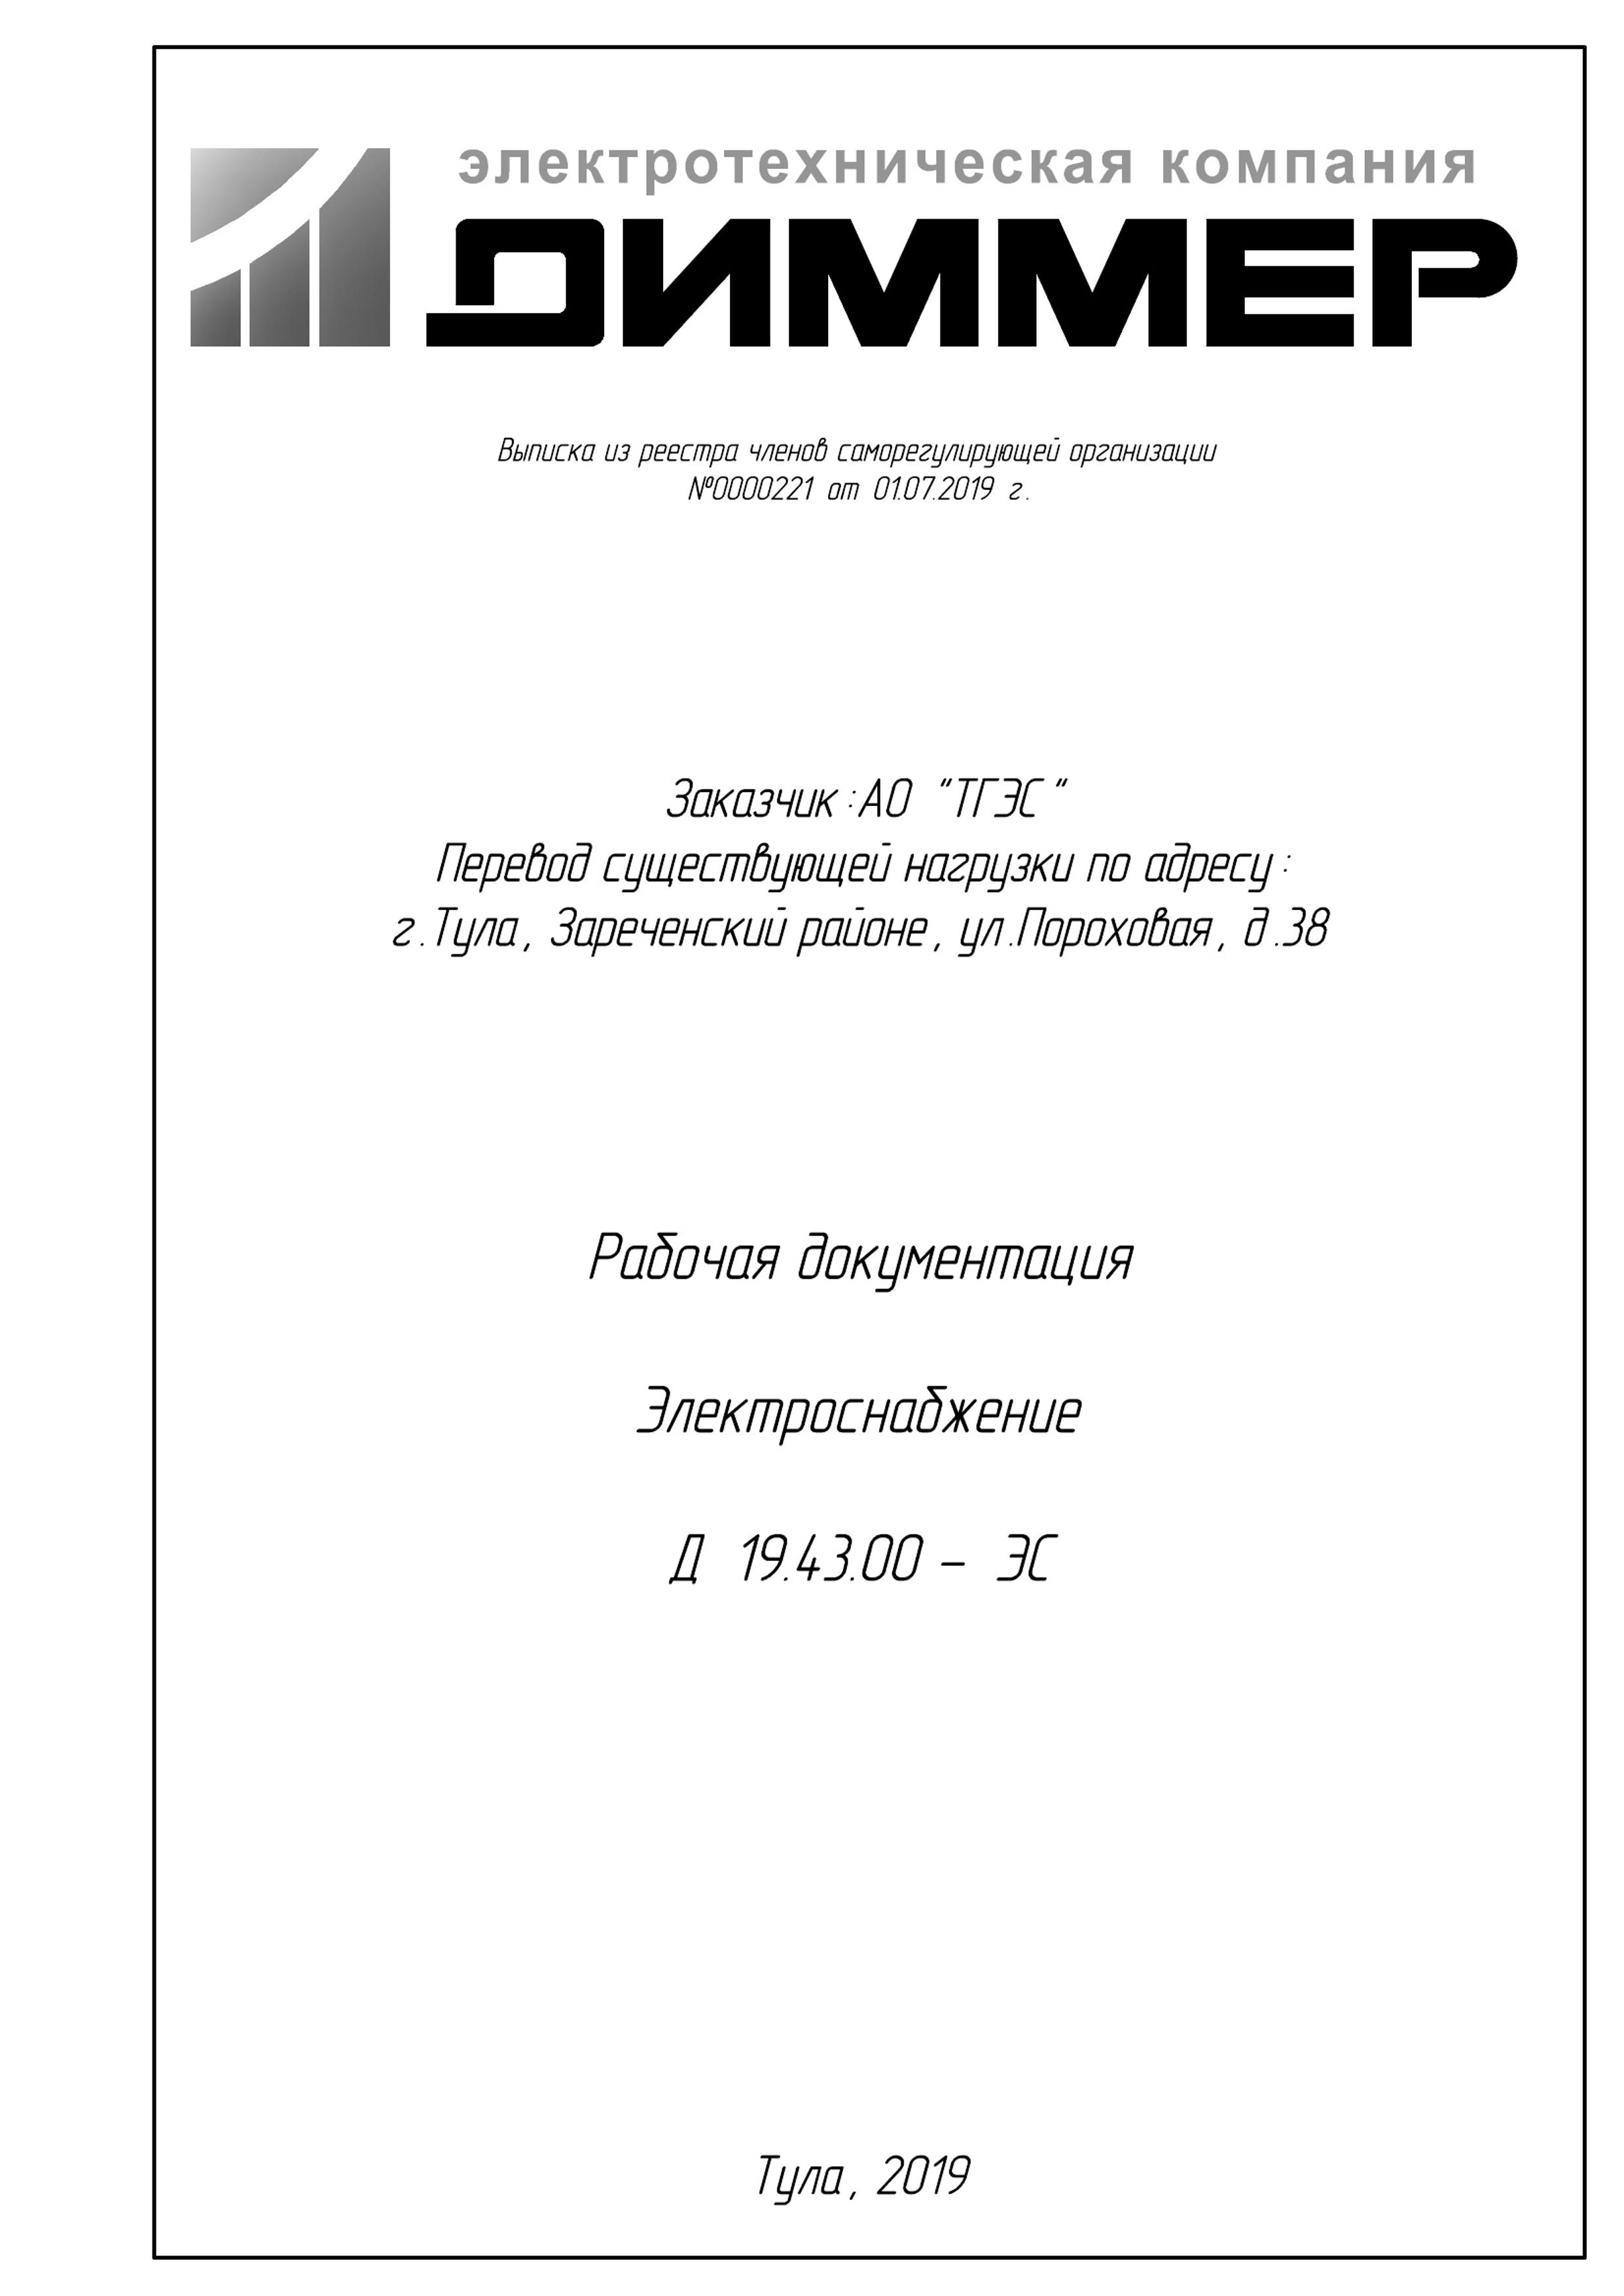 электротехническая компания
ДИММЕР
Выписка из реестра членов саморегулирующей организации
№0000221 от 01.07.2019 г.
Заказчик:АО "ТГЭС"
Перевод существующей нагрузки по адресу:
г.Тула, Зареченский районе, ул.Пороховая, д.38
Рабочая документация
Электроснабжение
Д 19.43.00 - ЭС
Тула, 2019